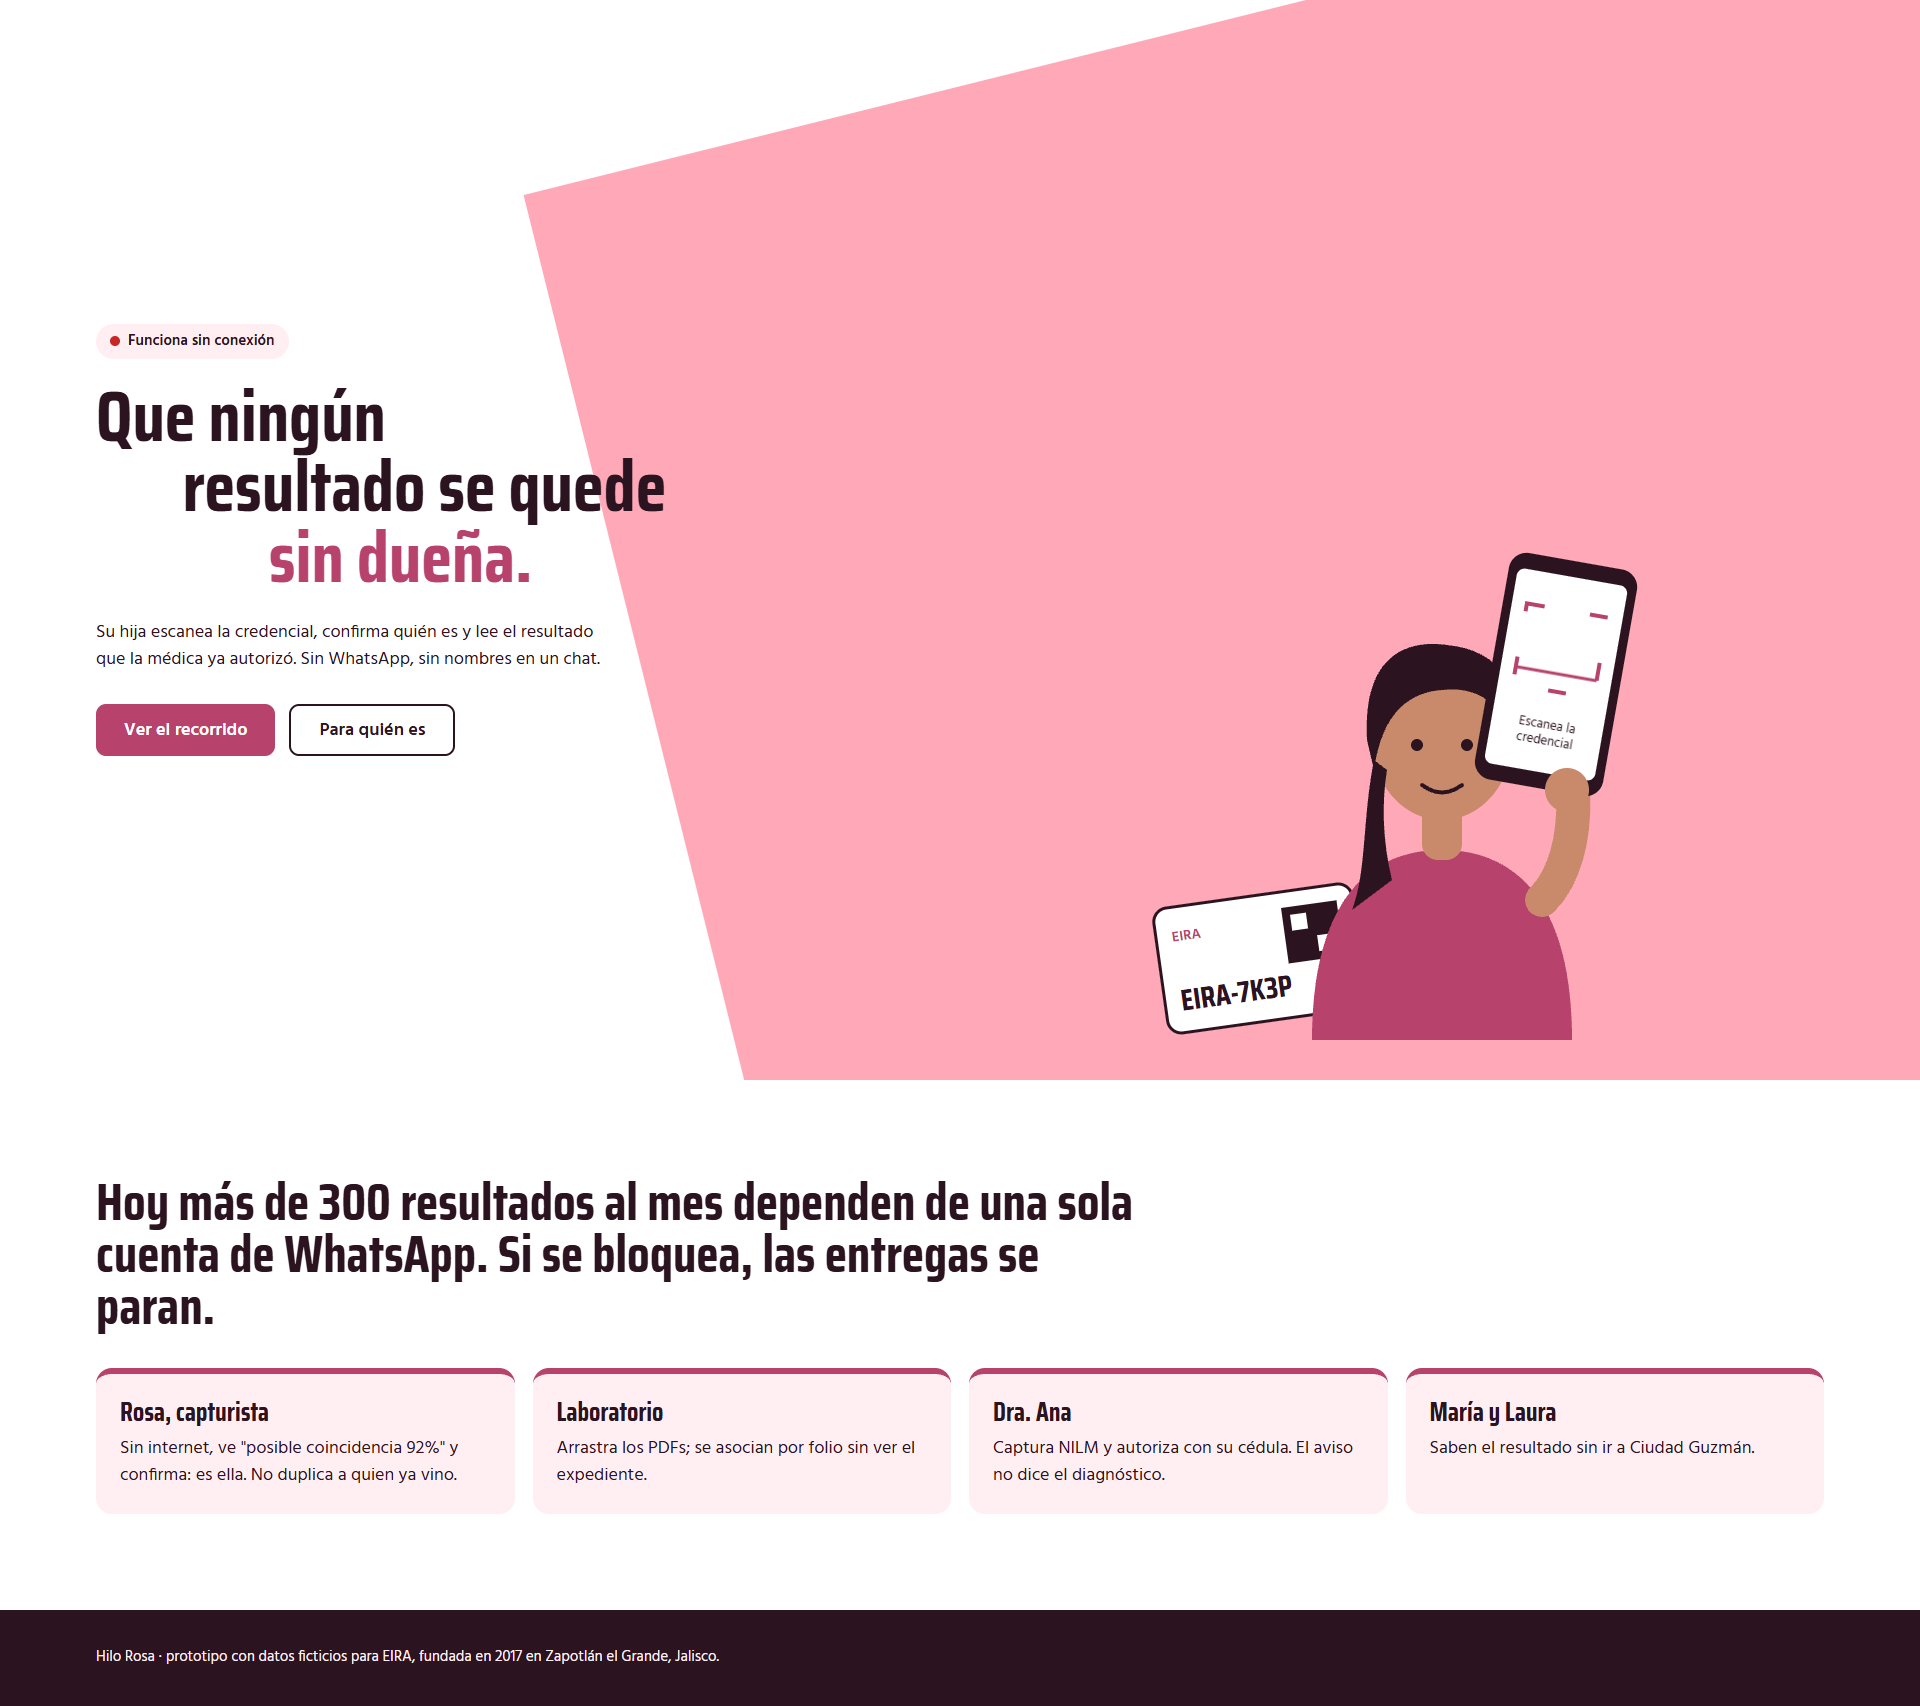 Funciona sin conexión
Que ningún
resultado se quede
sin dueña.
Su hija escanea la credencial, confirma quién es y lee el resultado
que la médica ya autorizó. Sin WhatsApp, sin nombres en un chat.
Ver el recorrido
Para quién es
Escanea la
credencial
EIRA
EIRA-7K3P
Hoy más de 300 resultados al mes dependen de una sola
cuenta de WhatsApp. Si se bloquea, las entregas se
paran.
Rosa, capturista
Sin internet, ve "posible coincidencia 92%" y
confirma: es ella. No duplica a quien ya vino.
Laboratorio
Arrastra los PDFs; se asocian por folio sin ver el
expediente.
Dra. Ana
Captura NILM y autoriza con su cédula. El aviso
no dice el diagnóstico.
María y Laura
Saben el resultado sin ir a Ciudad Guzmán.
Hilo Rosa · prototipo con datos ficticios para EIRA, fundada en 2017 en Zapotlán el Grande, Jalisco.